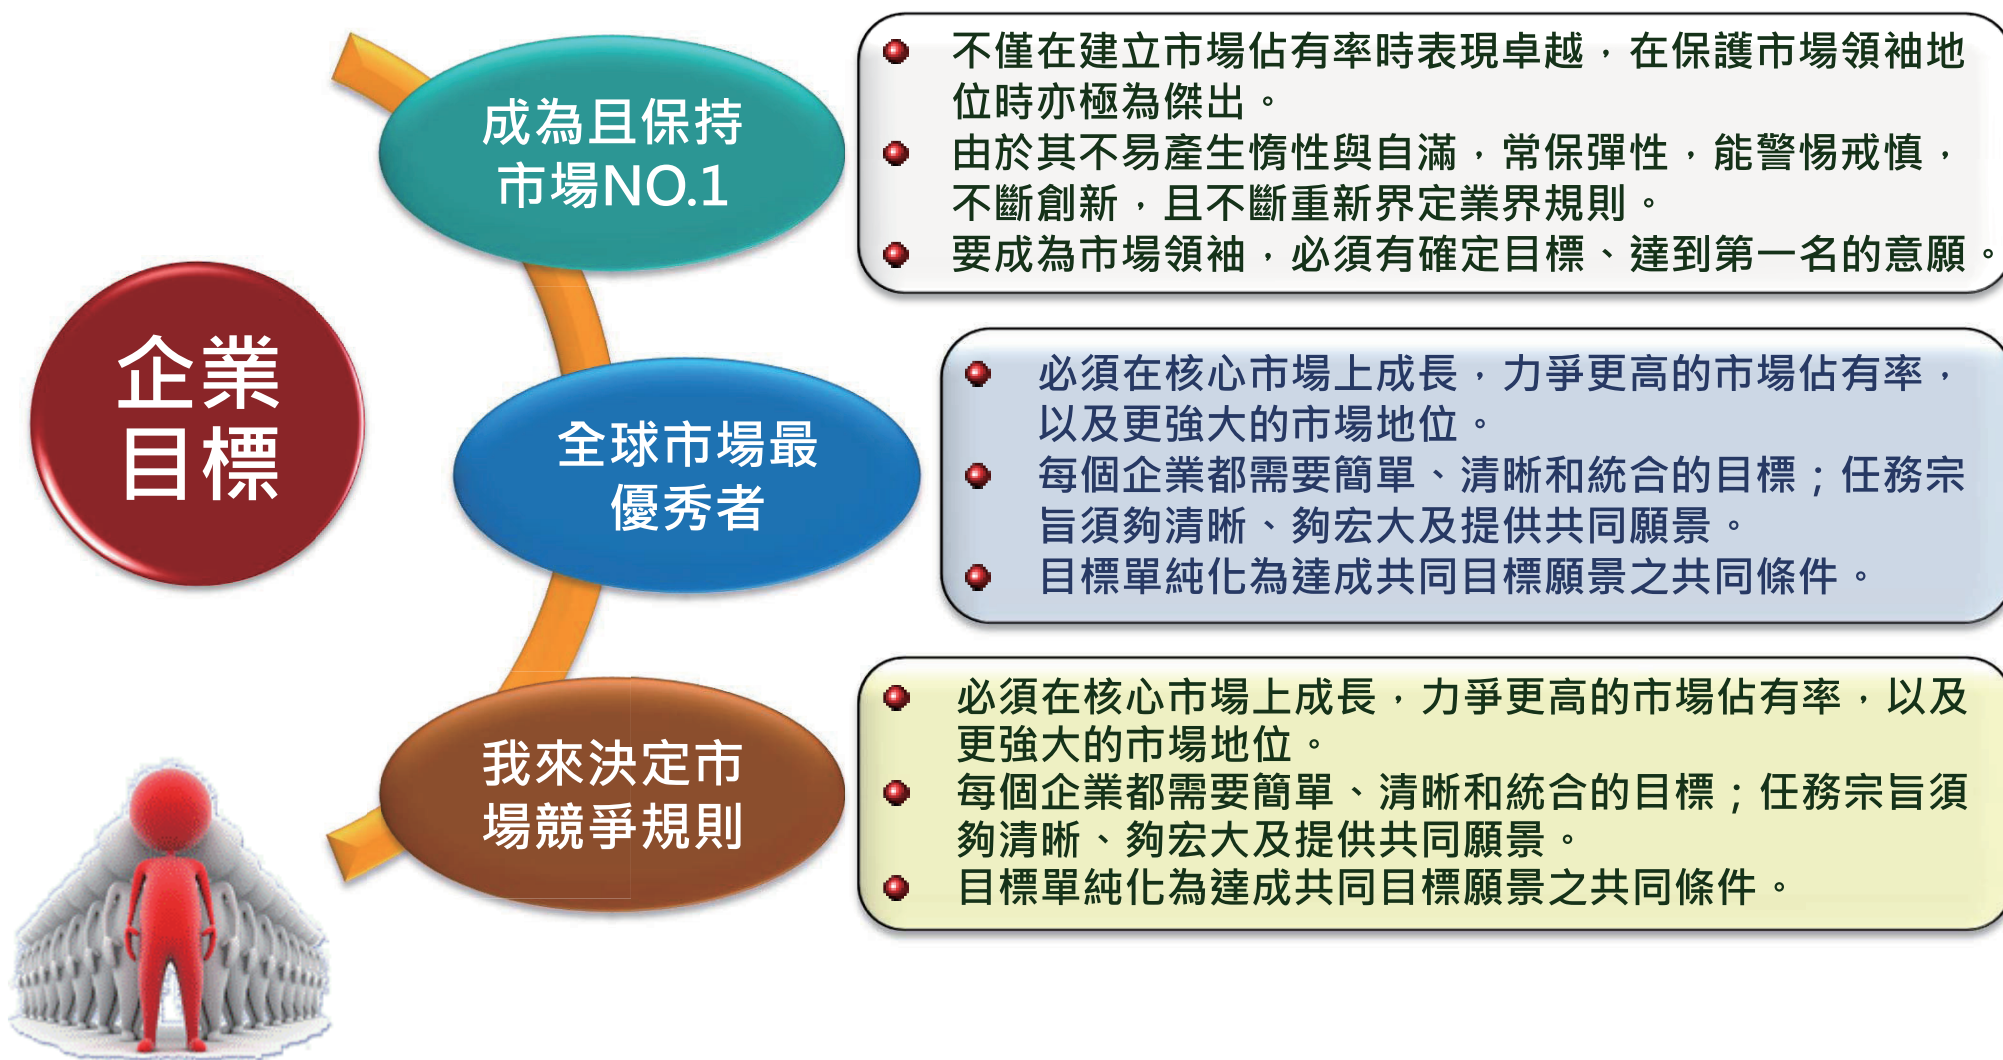 企業
目標
成為且保持
市場NO.1
不僅在建立市場佔有率時表現卓越，在保護市場領袖地
位時亦極為傑出。
由於其不易產生惰性與自滿，常保彈性，能警惕戒慎，
不斷創新，且不斷重新界定業界規則。
要成為市場領袖，必須有確定目標、達到第一名的意願。
全球市場最
優秀者
必須在核心市場上成長，力爭更高的市場佔有率，
以及更強大的市場地位。
每個企業都需要簡單、清晰和統合的目標；任務宗
旨須夠清晰、夠宏大及提供共同願景。
目標單純化為達成共同目標願景之共同條件。
我來決定市
場競爭規則
必須在核心市場上成長，力爭更高的市場佔有率，以及
更強大的市場地位。
每個企業都需要簡單、清晰和統合的目標；任務宗旨須
夠清晰、夠宏大及提供共同願景。
目標單純化為達成共同目標願景之共同條件。